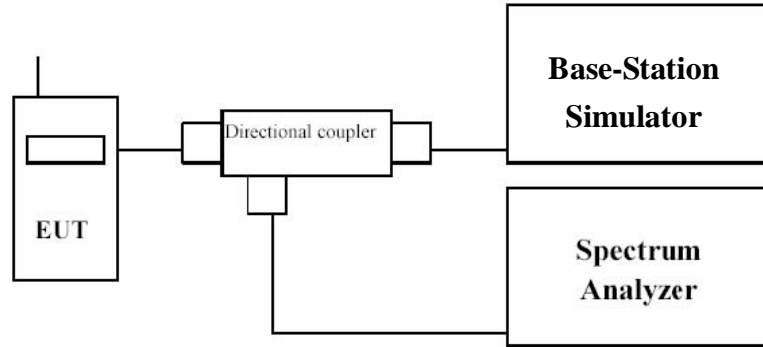 Base-Station
Simulator
Directional coupler
EUT
Spectrum
Analyzer